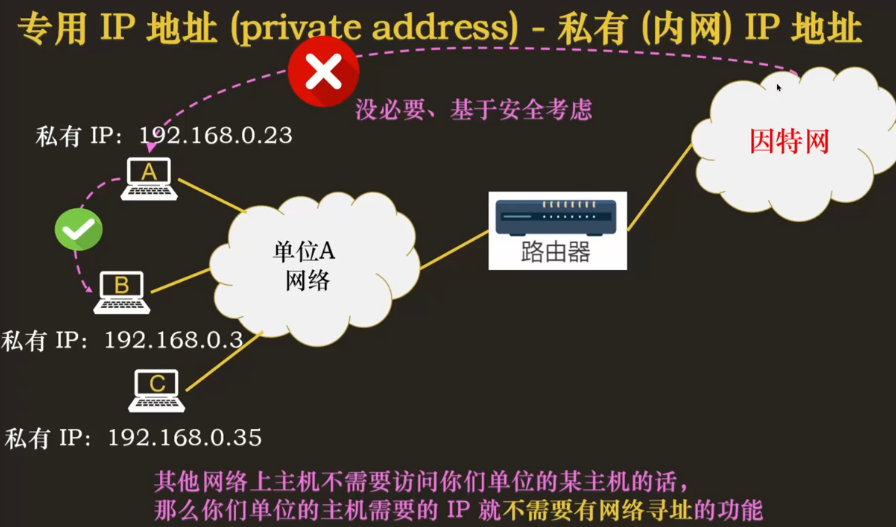 专用 IP 地址 (private address) - 私有 (内网) IP 地址
没必要、基于安全考虑
因特网
私有 IP: 192.168.0.23
A
单位A
网络
路由器
B
私有 IP: 192.168.0.3
C
私有 IP: 192.168.0.35
其他网络上主机不需要访问你们单位的某主机的话，
那么你们单位的主机需要的 IP 就不需要有网络寻址的功能